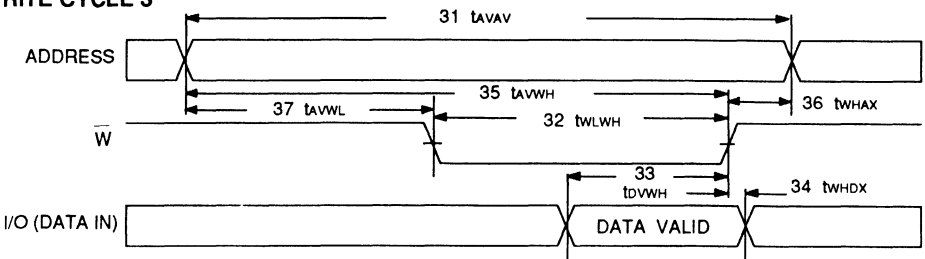 RITE CYCLE 3
31 tAVAV
ADDRESS
35 tAVWH
37 tAVWL
36 tWHAX
32 tWLWH
W
33
tDVWH
34 tWHDX
I/O (DATA IN)
DATA VALID